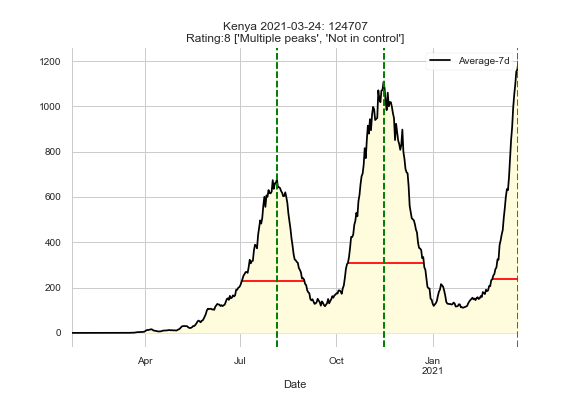 Kenya 2021-03-24: 124707
Rating:8 ['Multiple peaks', 'Not in control']
Average-7d
1200
1000
800
600
400
200
0
Apr
Jul
Oct
Jan
2021
Date